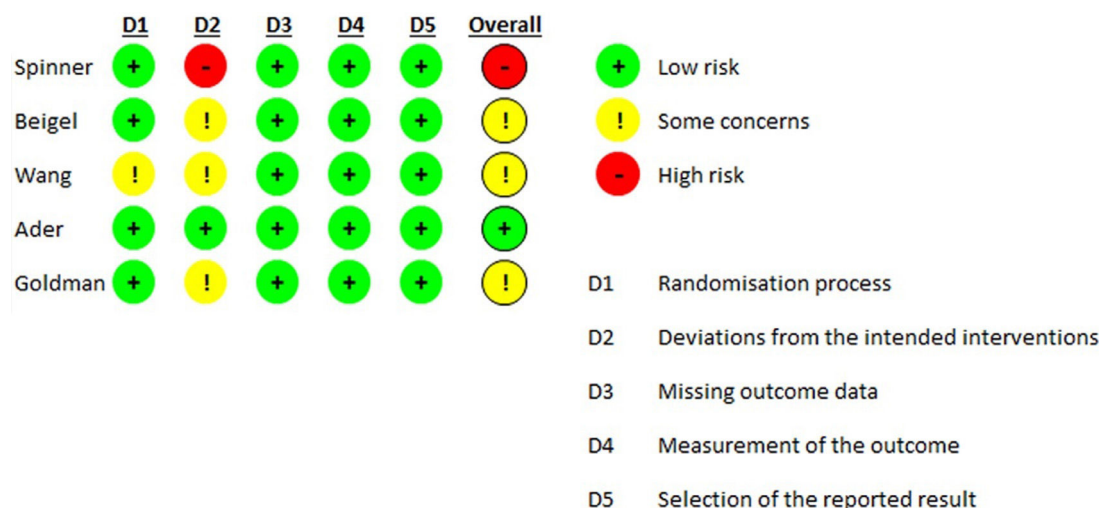 D1 D2 D3 D4 D5 Overall
Spinner + - + + + -
Beigel + ! + + + !
Wang ! ! + + + !
Ader + + + + + +
Goldman + ! + + + !
+ Low risk
! Some concerns
- High risk
D1 Randomisation process
D2 Deviations from the intended interventions
D3 Missing outcome data
D4 Measurement of the outcome
D5 Selection of the reported result